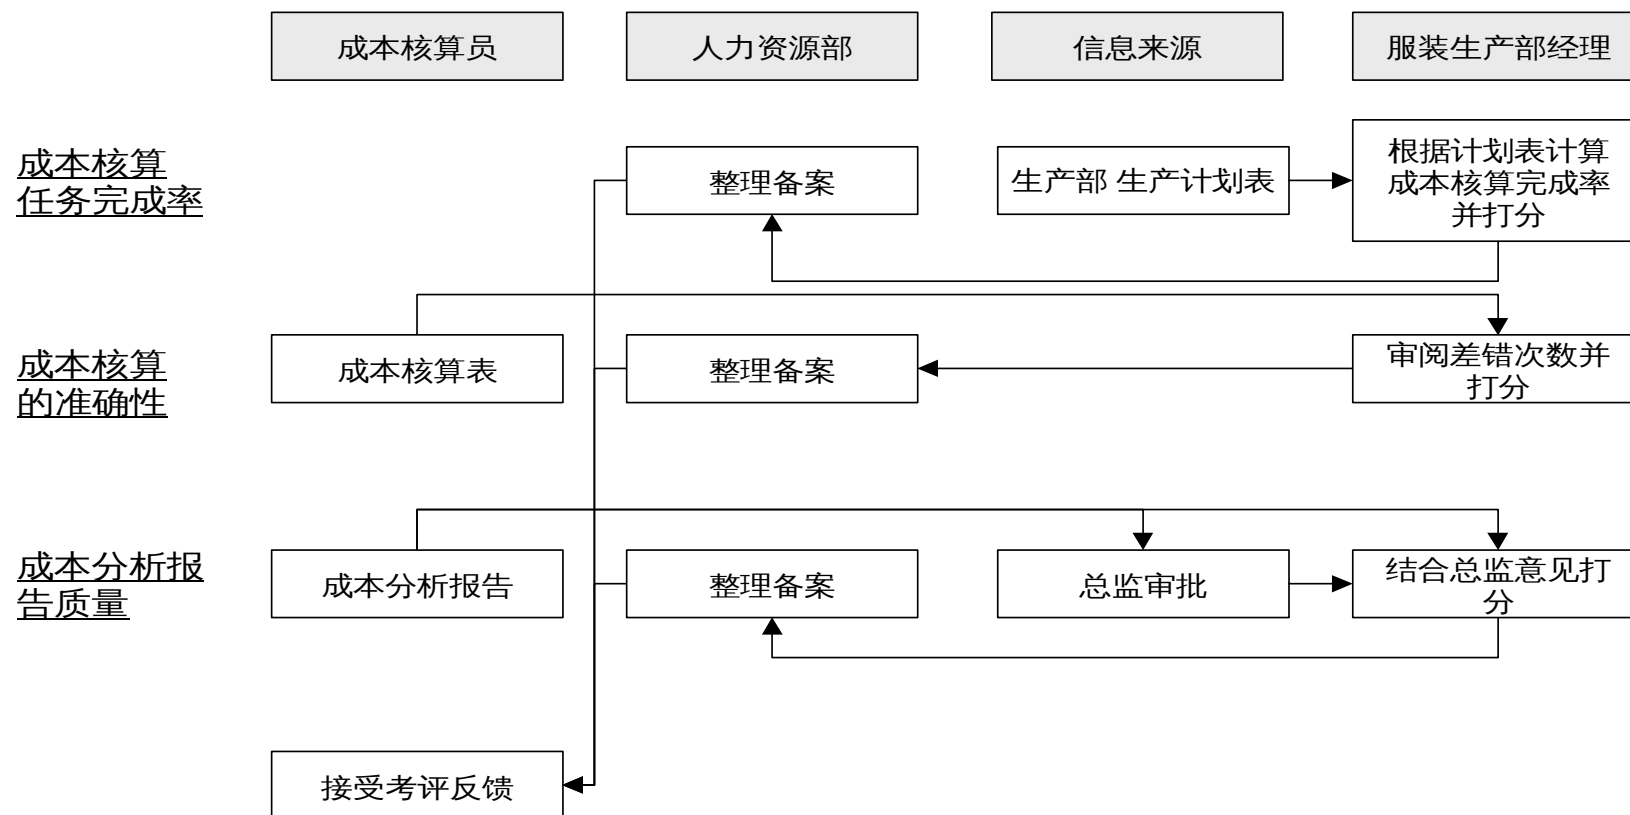 成本核算员
人力资源部
信息来源
服装生产部经理
成本核算
任务完成率
整理备案
生产部 生产计划表
根据计划表计算
成本核算完成率
并打分
成本核算
的准确性
成本核算表
整理备案
审阅差错次数并
打分
成本分析报
告质量
成本分析报告
整理备案
总监审批
结合总监意见打
分
接受考评反馈